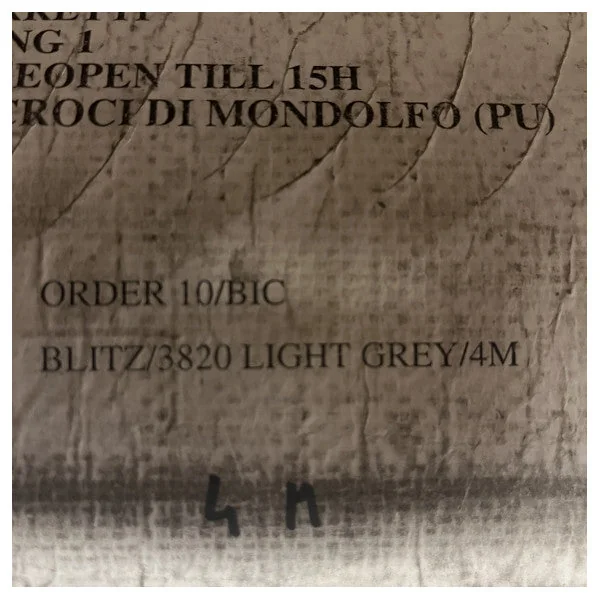 NG 1
EOPEN TILL 15H
CROCI DI MONDOLFO (PU)
ORDER 10/BIC
BLITZ/3820 LIGHT GREY/4M
4 M